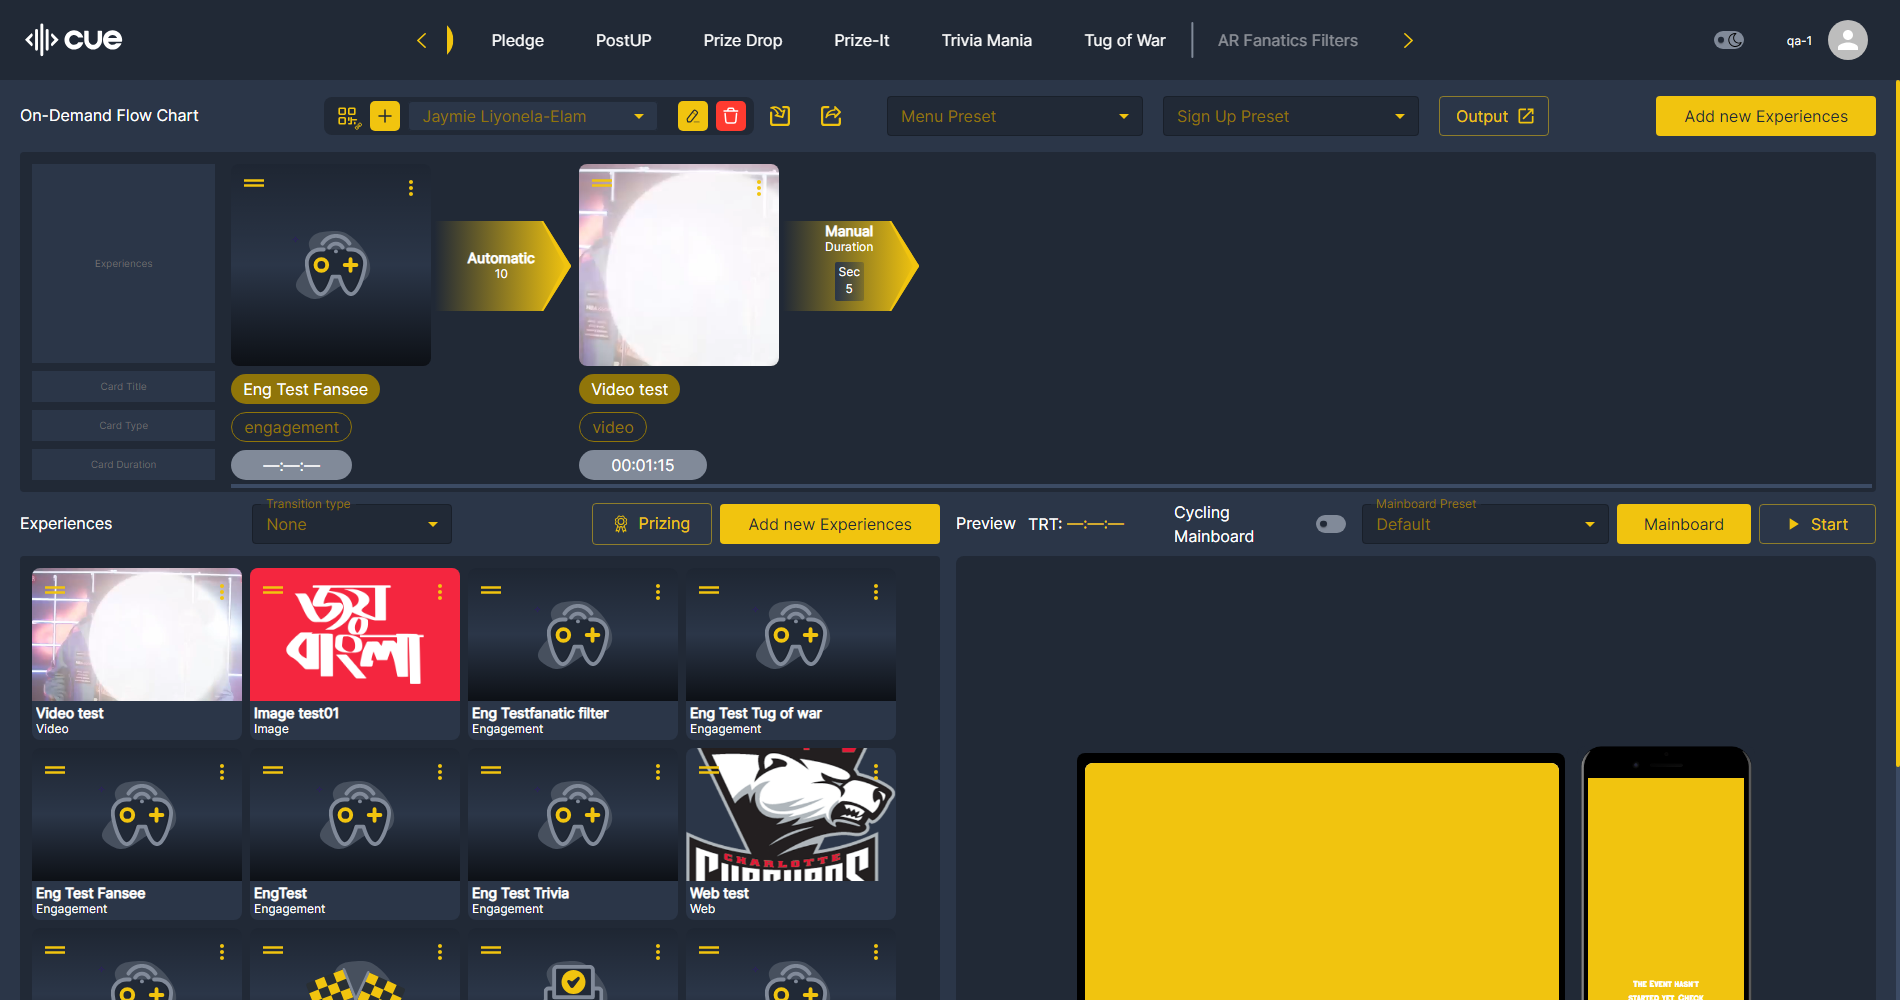 cue
Pledge
PostUP
Prize Drop
Prize-It
Trivia Mania
Tug of War
AR Fanatics Filters
qa-1
On-Demand Flow Chart
Jaymie Liyonela-Elam
Menu Preset
Sign Up Preset
Output
Add new Experiences
Experiences
Automatic
10
Manual
Duration
Sec
5
Card Title
Eng Test Fansee
Video test
Card Type
engagement
video
Card Duration
—:—:—
00:01:15
Experiences
Transition type
None
Prizing
Add new Experiences
Preview
TRT: —:—:—
Cycling
Mainboard
Mainboard Preset
Default
Mainboard
Start
জয়
বাংলা
Video test
Video
Image test01
Image
Eng Testfanatic filter
Engagement
Eng Test Tug of war
Engagement
CHARLOTTE
Eng Test Fansee
Engagement
EngTest
Engagement
Eng Test Trivia
Engagement
Web test
Web
THE EVENT HASN'T
STARTED YET. CHECK